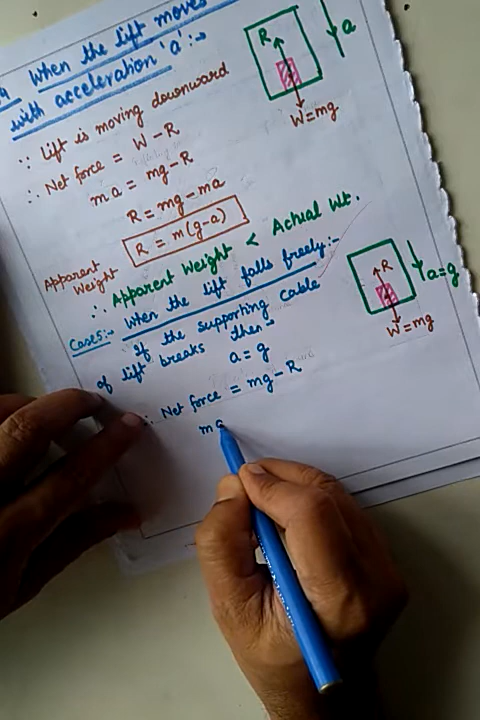 When the lift moves
with acceleration 'a':-
∵ Lift is moving downward
∴ Net force = W-R
ma = mg-R
R = mg-ma
Apparent Weight R = m(g-a)
∴ Apparent Weight < Actual Wt.
Case5:- When the lift falls freely:-
If the supporting cable
of lift breaks then-
a = g
∴ Net force = mg-R
ma
R
a
W=mg
R
a=g
W=mg